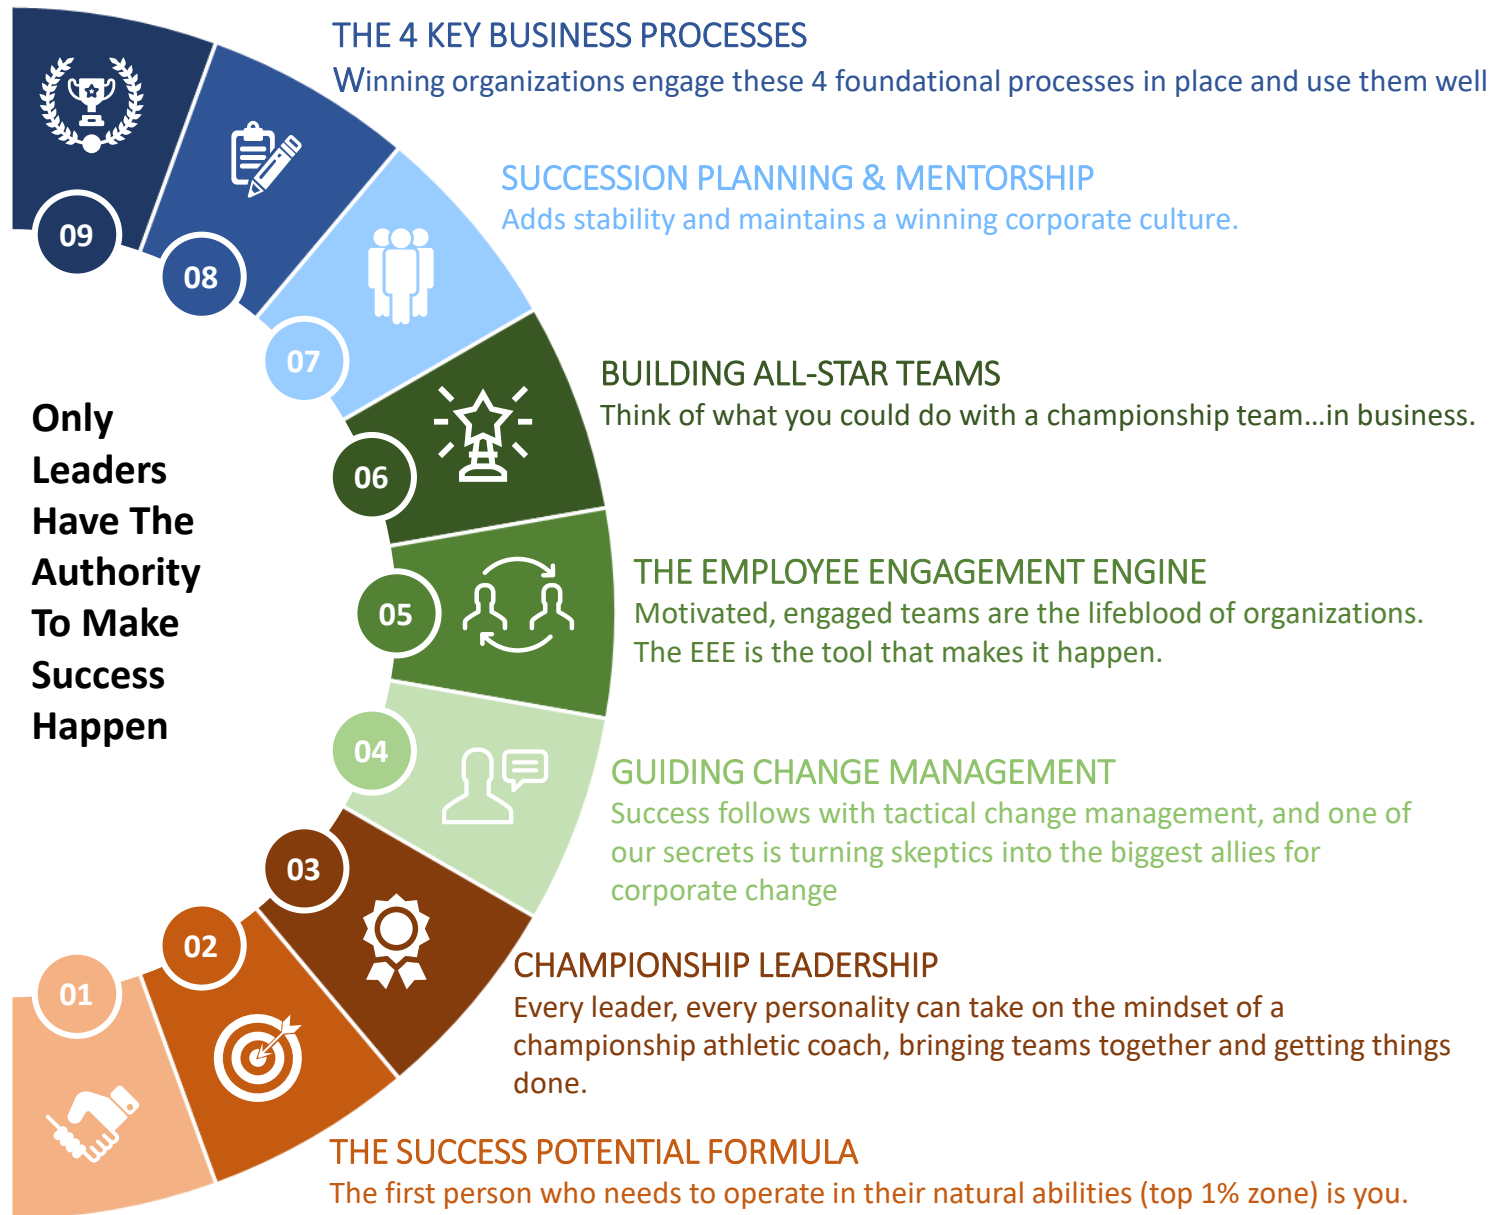 THE 4 KEY BUSINESS PROCESSES
Winning organizations engage these 4 foundational processes in place and use them well
09
08
SUCCESSION PLANNING & MENTORSHIP
Adds stability and maintains a winning corporate culture.
07
BUILDING ALL-STAR TEAMS
Think of what you could do with a championship team...in business.
06
Only
Leaders
Have The
Authority
To Make
Success
Happen
THE EMPLOYEE ENGAGEMENT ENGINE
Motivated, engaged teams are the lifeblood of organizations.
The EEE is the tool that makes it happen.
05
04
GUIDING CHANGE MANAGEMENT
Success follows with tactical change management, and one of
our secrets is turning skeptics into the biggest allies for
corporate change
03
CHAMPIONSHIP LEADERSHIP
Every leader, every personality can take on the mindset of a
championship athletic coach, bringing teams together and getting things
done.
02
01
THE SUCCESS POTENTIAL FORMULA
The first person who needs to operate in their natural abilities (top 1% zone) is you.